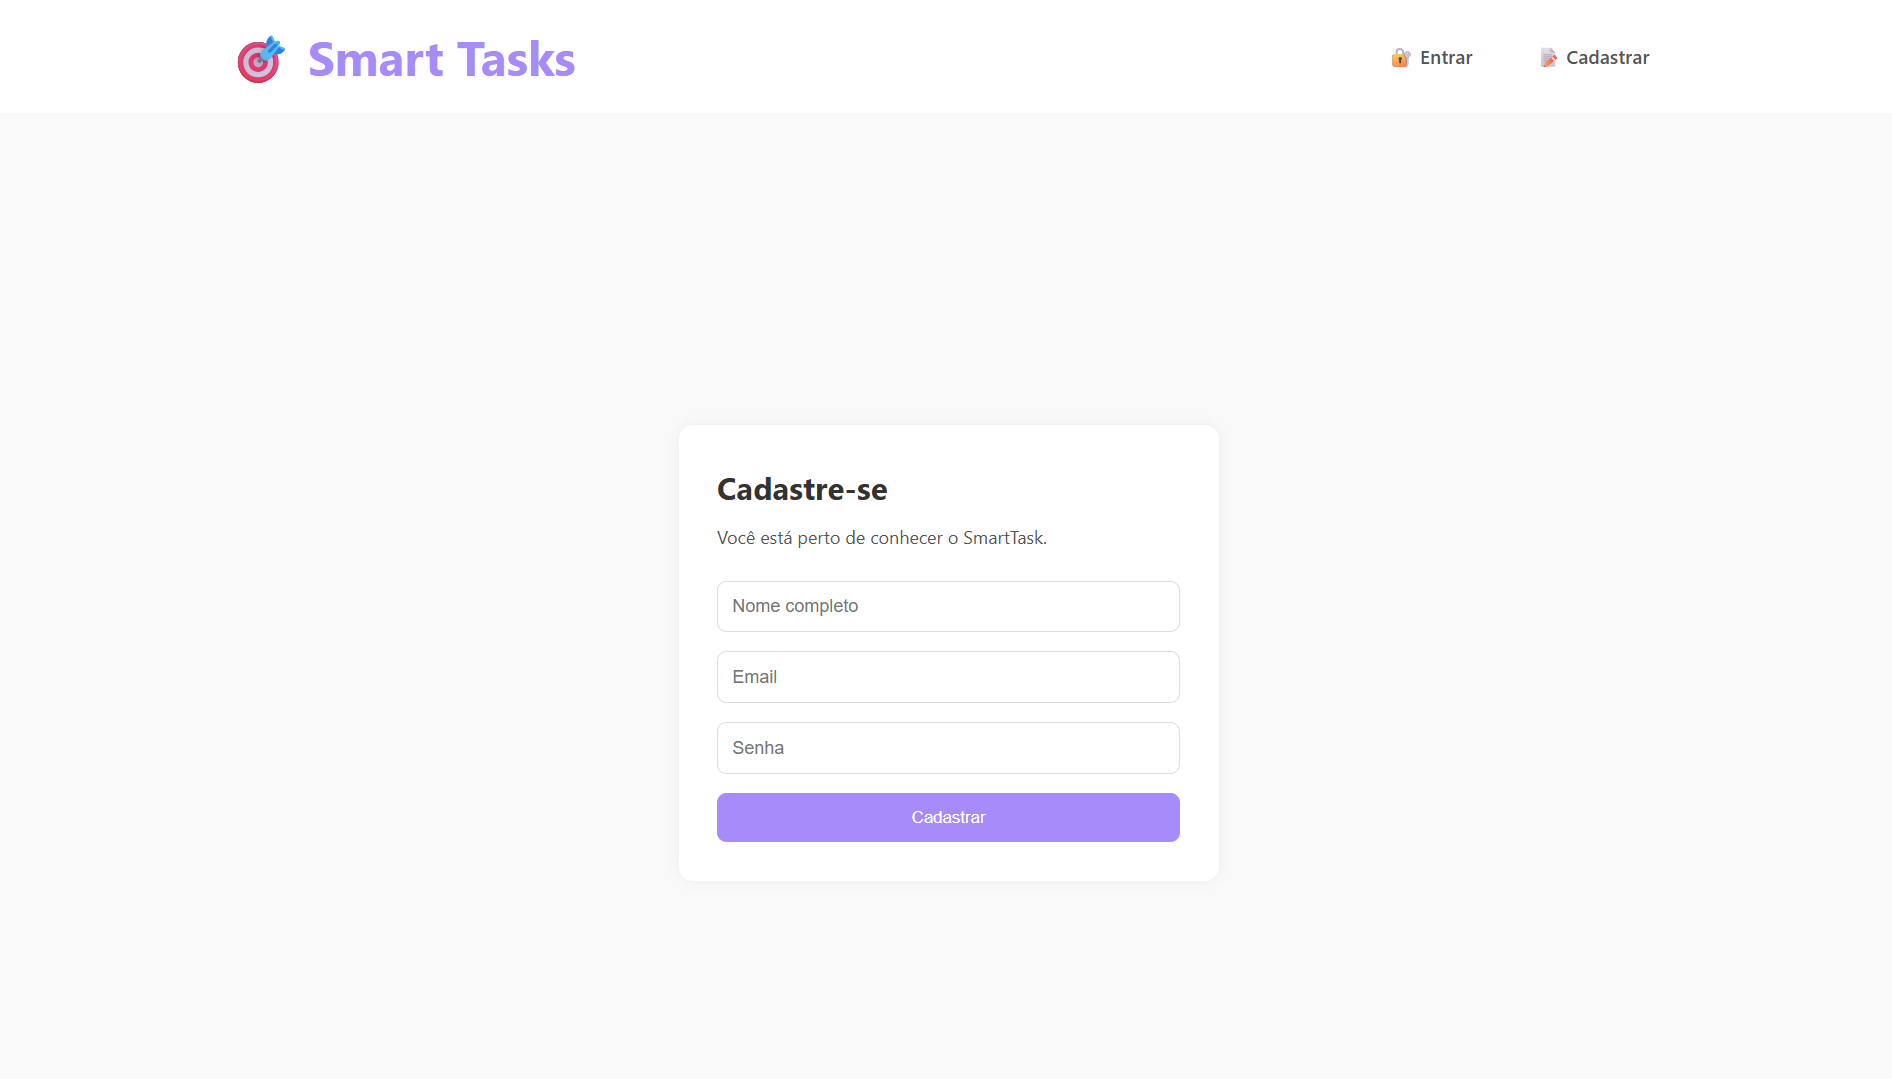 Smart Tasks
Entrar
Cadastrar
Cadastre-se
Você está perto de conhecer o SmartTask.
Nome completo
Email
Senha
Cadastrar